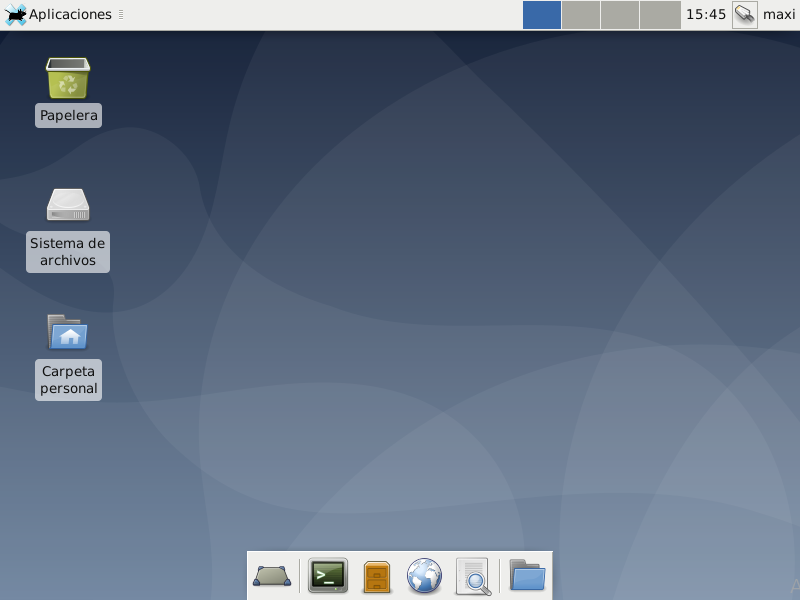 Aplicaciones
15:45
maxi
Papelera
Sistema de
archivos
Carpeta
personal
>_